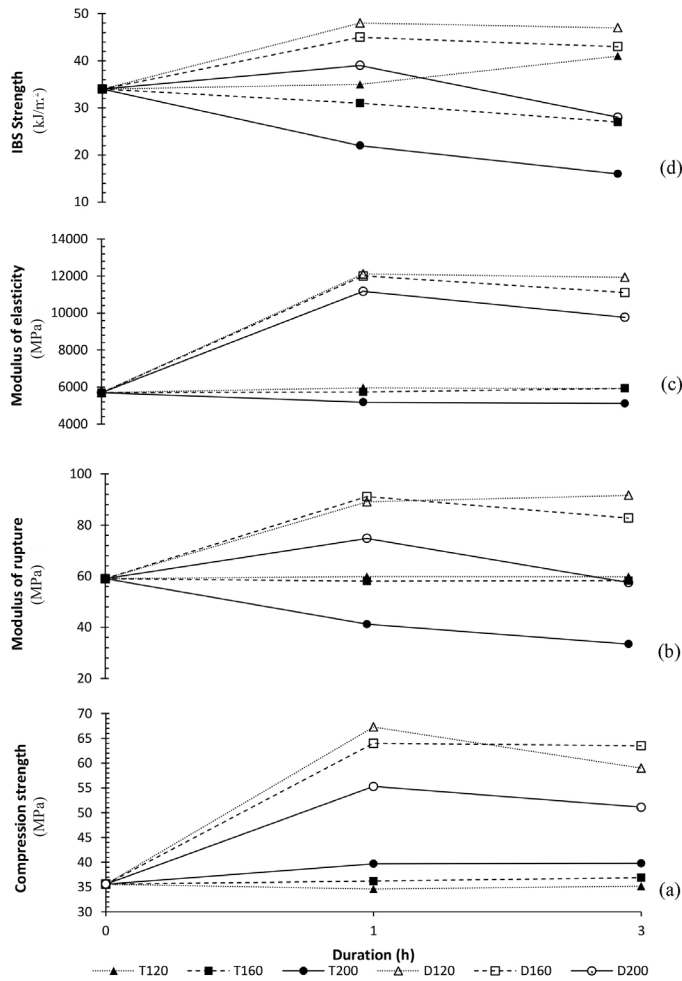 50
40
30
20
10
IBS Strength
(kJ/m²)
(d)
14000
12000
10000
8000
6000
4000
Modulus of elasticity
(MPa)
(c)
100
80
60
40
20
Modulus of rupture
(MPa)
(b)
70
65
60
55
50
45
40
35
30
Compression strength
(MPa)
(a)
0 1 3
Duration (h)
T120 T160 T200 D120 D160 D200